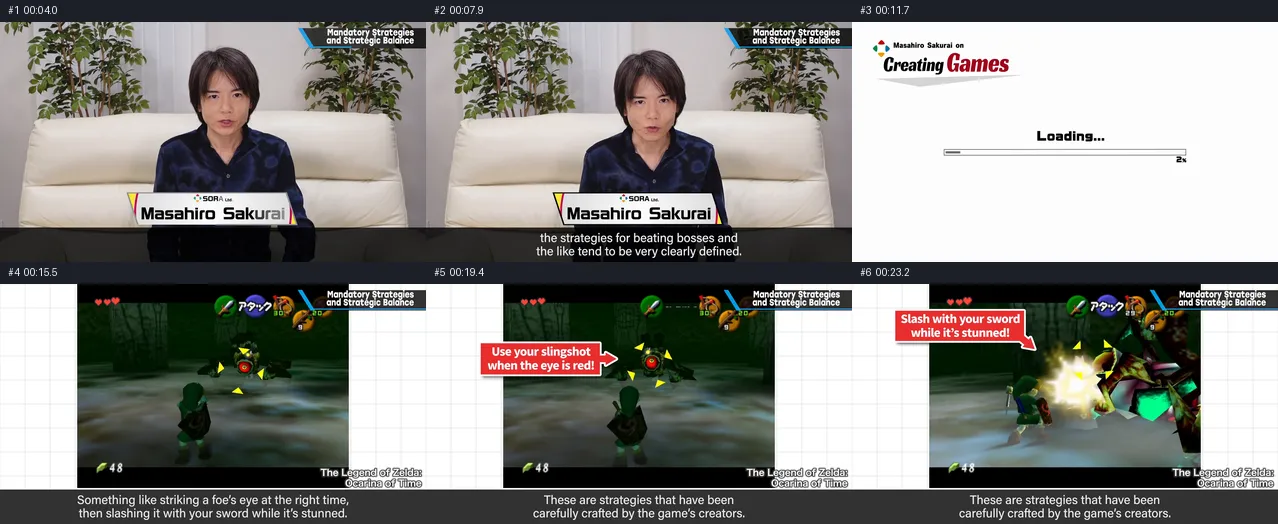 #1 00:04.0
Mandatory Strategies
and Strategic Balance
SORA Ltd.
Masahiro Sakurai
#2 00:07.9
Mandatory Strategies
and Strategic Balance
SORA Ltd.
Masahiro Sakurai
the strategies for beating bosses and
the like tend to be very clearly defined.
#3 00:11.7
Masahiro Sakurai on
Creating Games
Loading...
2%
#4 00:15.5
Mandatory Strategies
and Strategic Balance
アタック
48
The Legend of Zelda:
Ocarina of Time
Something like striking a foe's eye at the right time,
then slashing it with your sword while it's stunned.
#5 00:19.4
Mandatory Strategies
and Strategic Balance
Use your slingshot
when the eye is red!
48
The Legend of Zelda:
Ocarina of Time
These are strategies that have been
carefully crafted by the game's creators.
#6 00:23.2
Mandatory Strategies
and Strategic Balance
アタック
Slash with your sword
while it's stunned!
48
The Legend of Zelda:
Ocarina of Time
These are strategies that have been
carefully crafted by the game's creators.